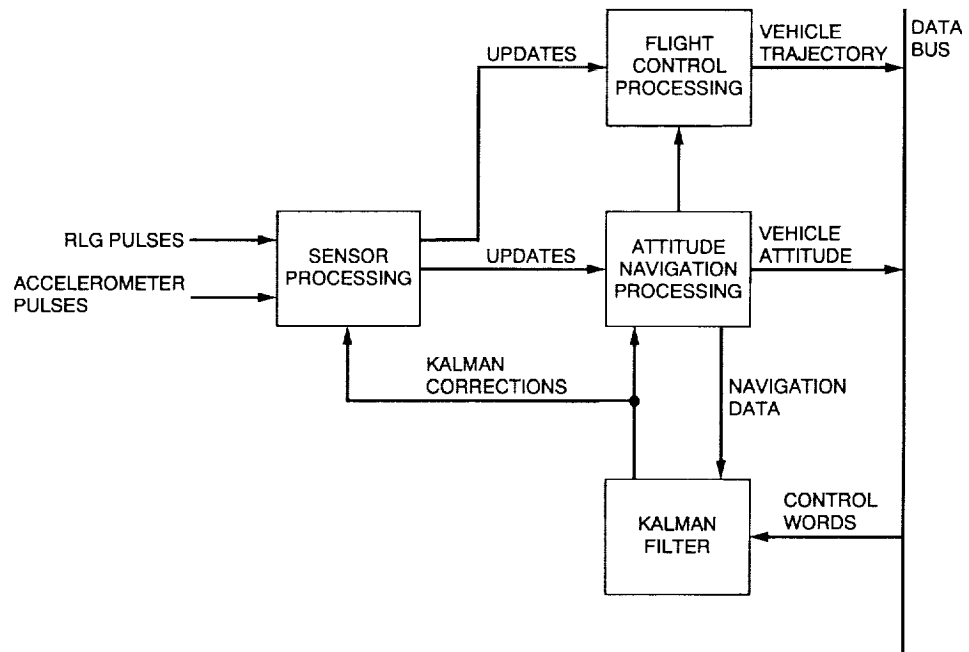 UPDATES
FLIGHT
CONTROL
PROCESSING
VEHICLE
TRAJECTORY
DATA
BUS
RLG PULSES
ACCELEROMETER
PULSES
SENSOR
PROCESSING
UPDATES
ATTITUDE
NAVIGATION
PROCESSING
VEHICLE
ATTITUDE
KALMAN
CORRECTIONS
NAVIGATION
DATA
KALMAN
FILTER
CONTROL
WORDS